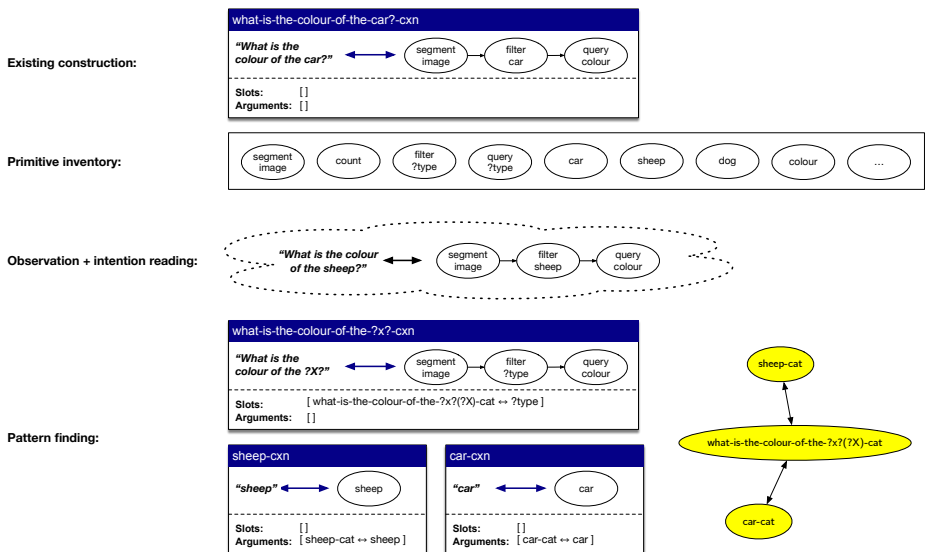 what-is-the-colour-of-the-car?-cxn
Existing construction:
"What is the
colour of the car?"
segment
image
filter
car
query
colour
Slots: [ ]
Arguments: [ ]
Primitive inventory:
segment
image
count
filter
?type
query
?type
car
sheep
dog
colour
...
Observation + intention reading:
"What is the colour
of the sheep?"
segment
image
filter
sheep
query
colour
Pattern finding:
what-is-the-colour-of-the-?x?-cxn
"What is the
colour of the ?X?"
segment
image
filter
?type
query
colour
Slots: [ what-is-the-colour-of-the-?x?(?X)-cat ↔ ?type ]
Arguments: [ ]
sheep-cxn
"sheep"
sheep
Slots: [ ]
Arguments: [ sheep-cat ↔ sheep ]
car-cxn
"car"
car
Slots: [ ]
Arguments: [ car-cat ↔ car ]
sheep-cat
what-is-the-colour-of-the-?x?(?X)-cat
car-cat